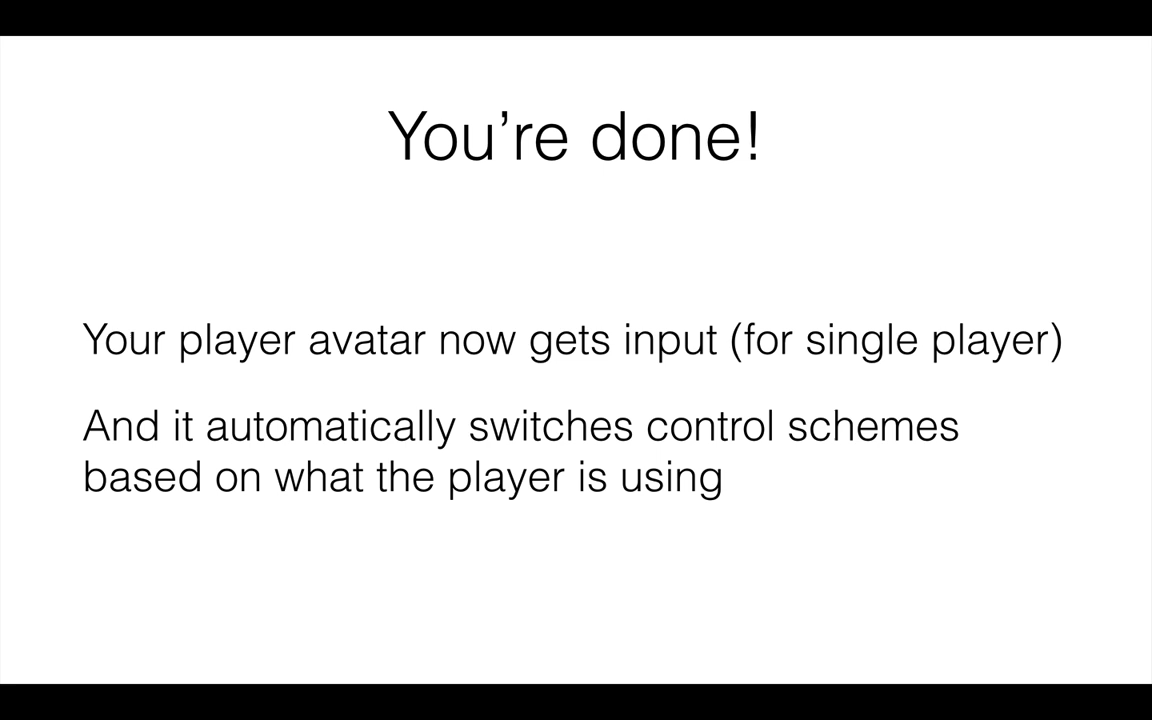 You’re done!
Your player avatar now gets input (for single player)
And it automatically switches control schemes
based on what the player is using